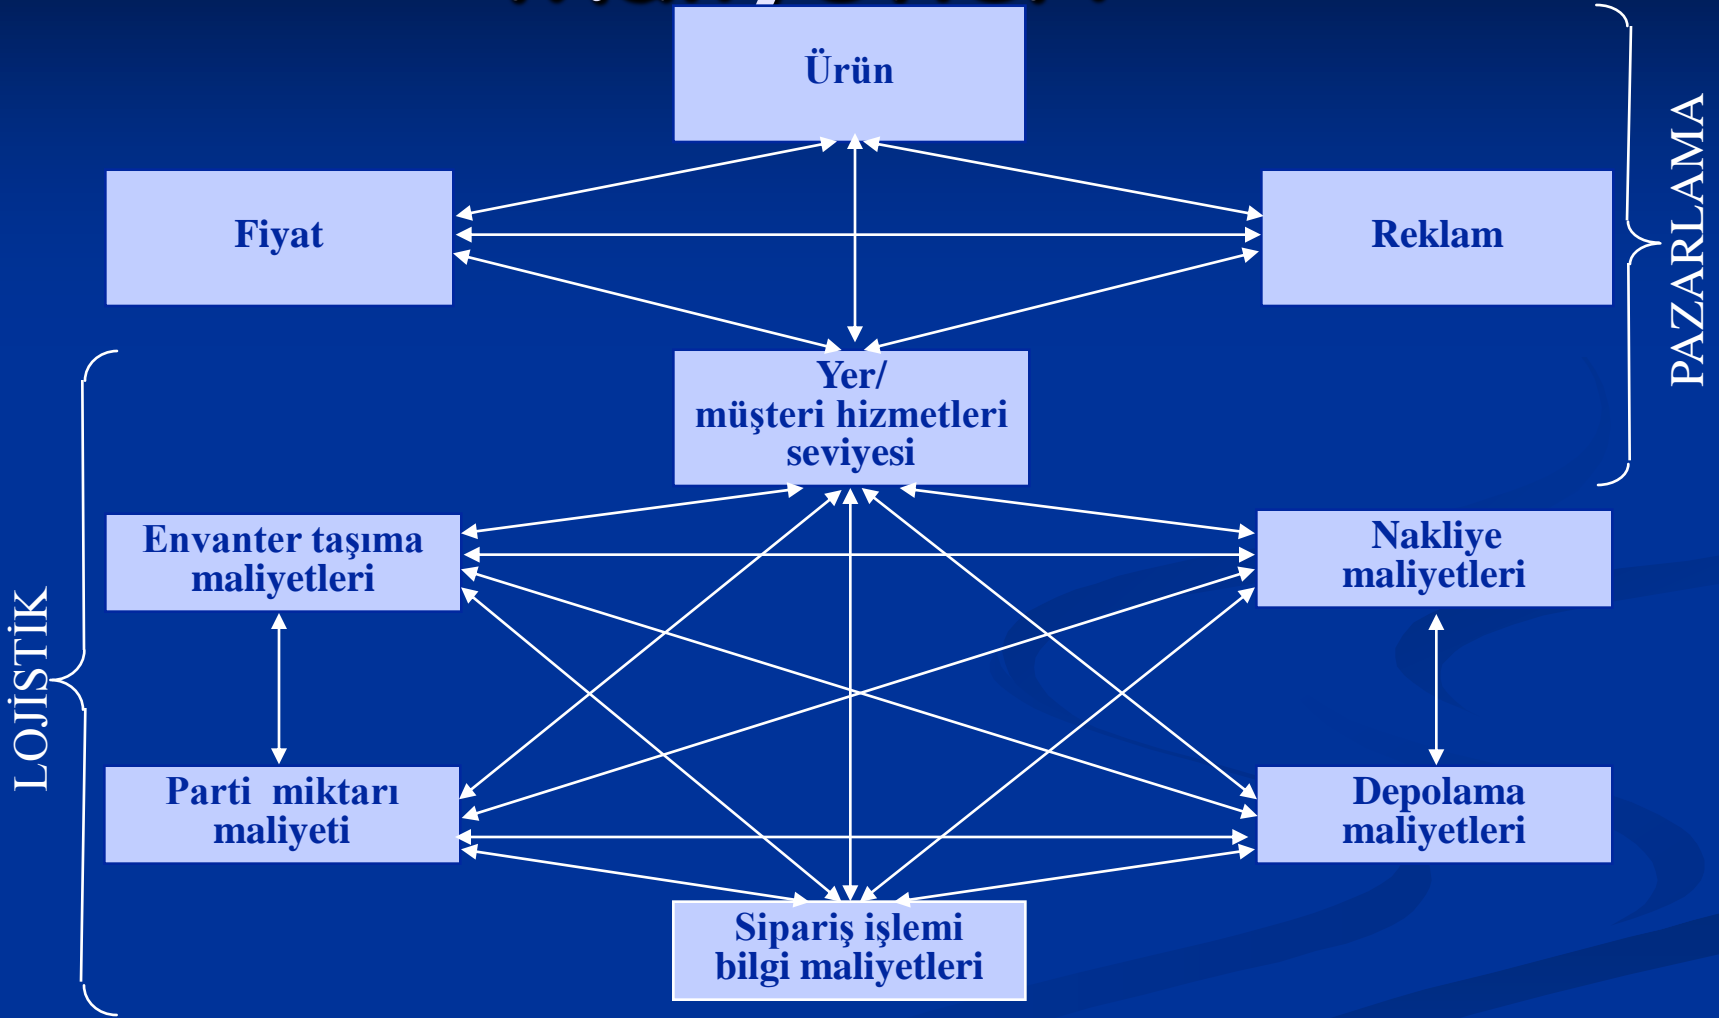 Ürün
PAZARLAMA
Fiyat
Reklam
Yer/
müşteri hizmetleri
seviyesi
LOJİSTİK
Envanter taşıma
maliyetleri
Nakliye
maliyetleri
Parti miktarı
maliyeti
Depolama
maliyetleri
Sipariş işlemi
bilgi maliyetleri